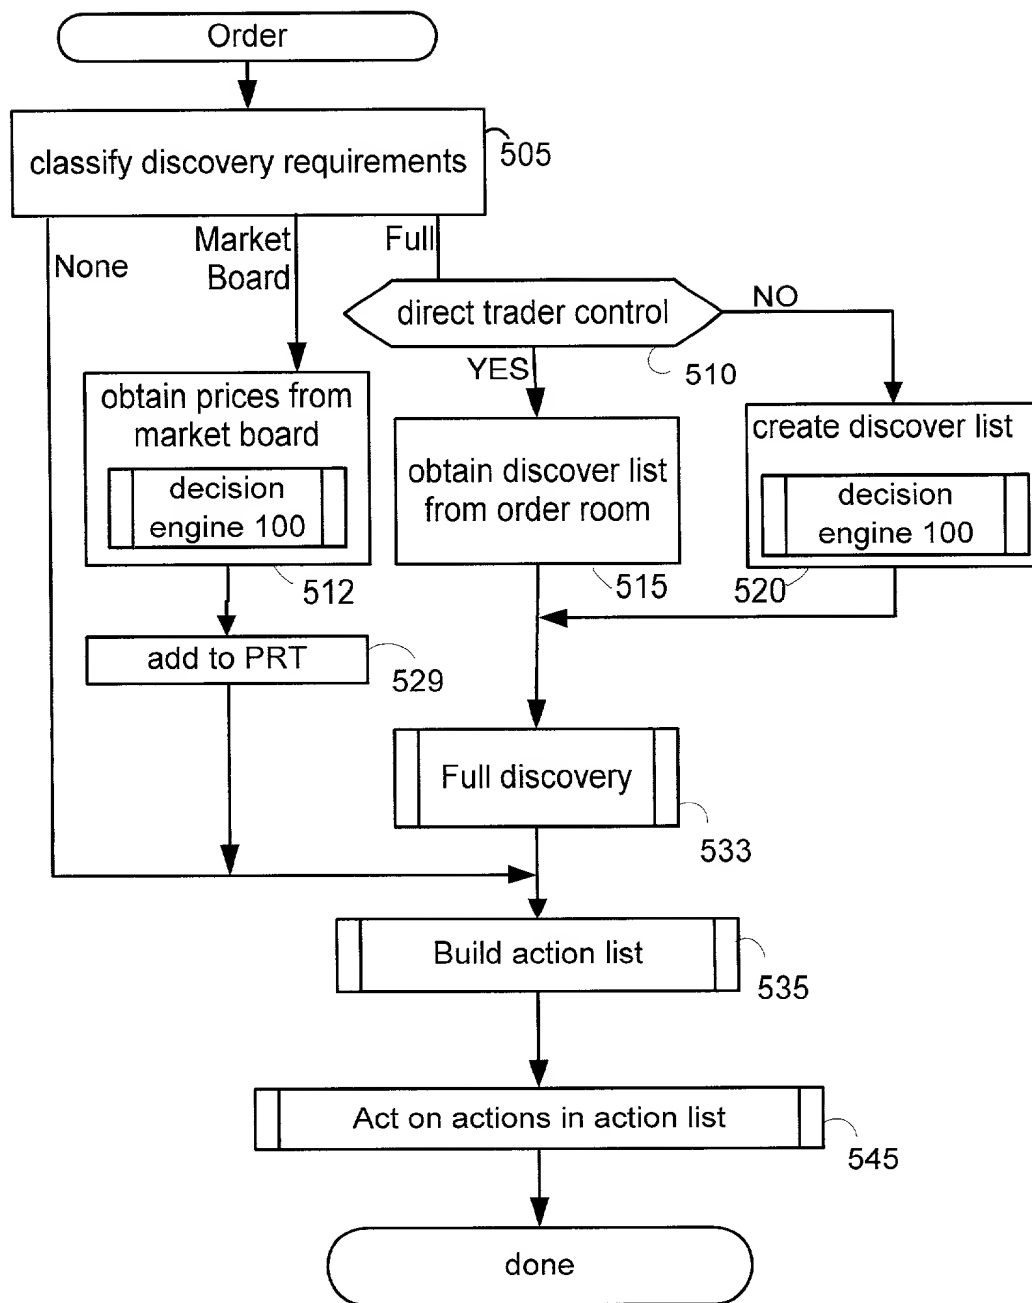 Order
classify discovery requirements
505
None
Market
Board
Full
direct trader control
NO
YES
510
obtain prices from
market board
decision
engine 100
512
obtain discover list
from order room
515
create discover list
decision
engine 100
520
add to PRT
529
Full discovery
533
Build action list
535
Act on actions in action list
545
done